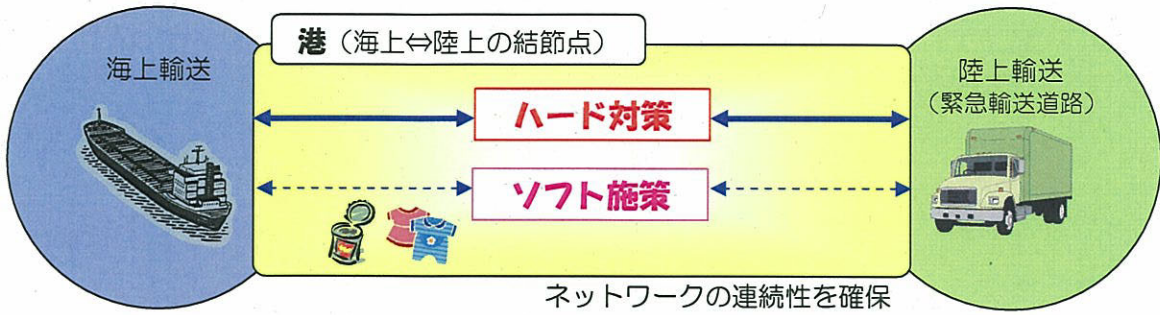 港（海上⇔陸上の結節点）
海上輸送
陸上輸送
（緊急輸送道路）
ハード対策
ソフト施策
ネットワークの連続性を確保